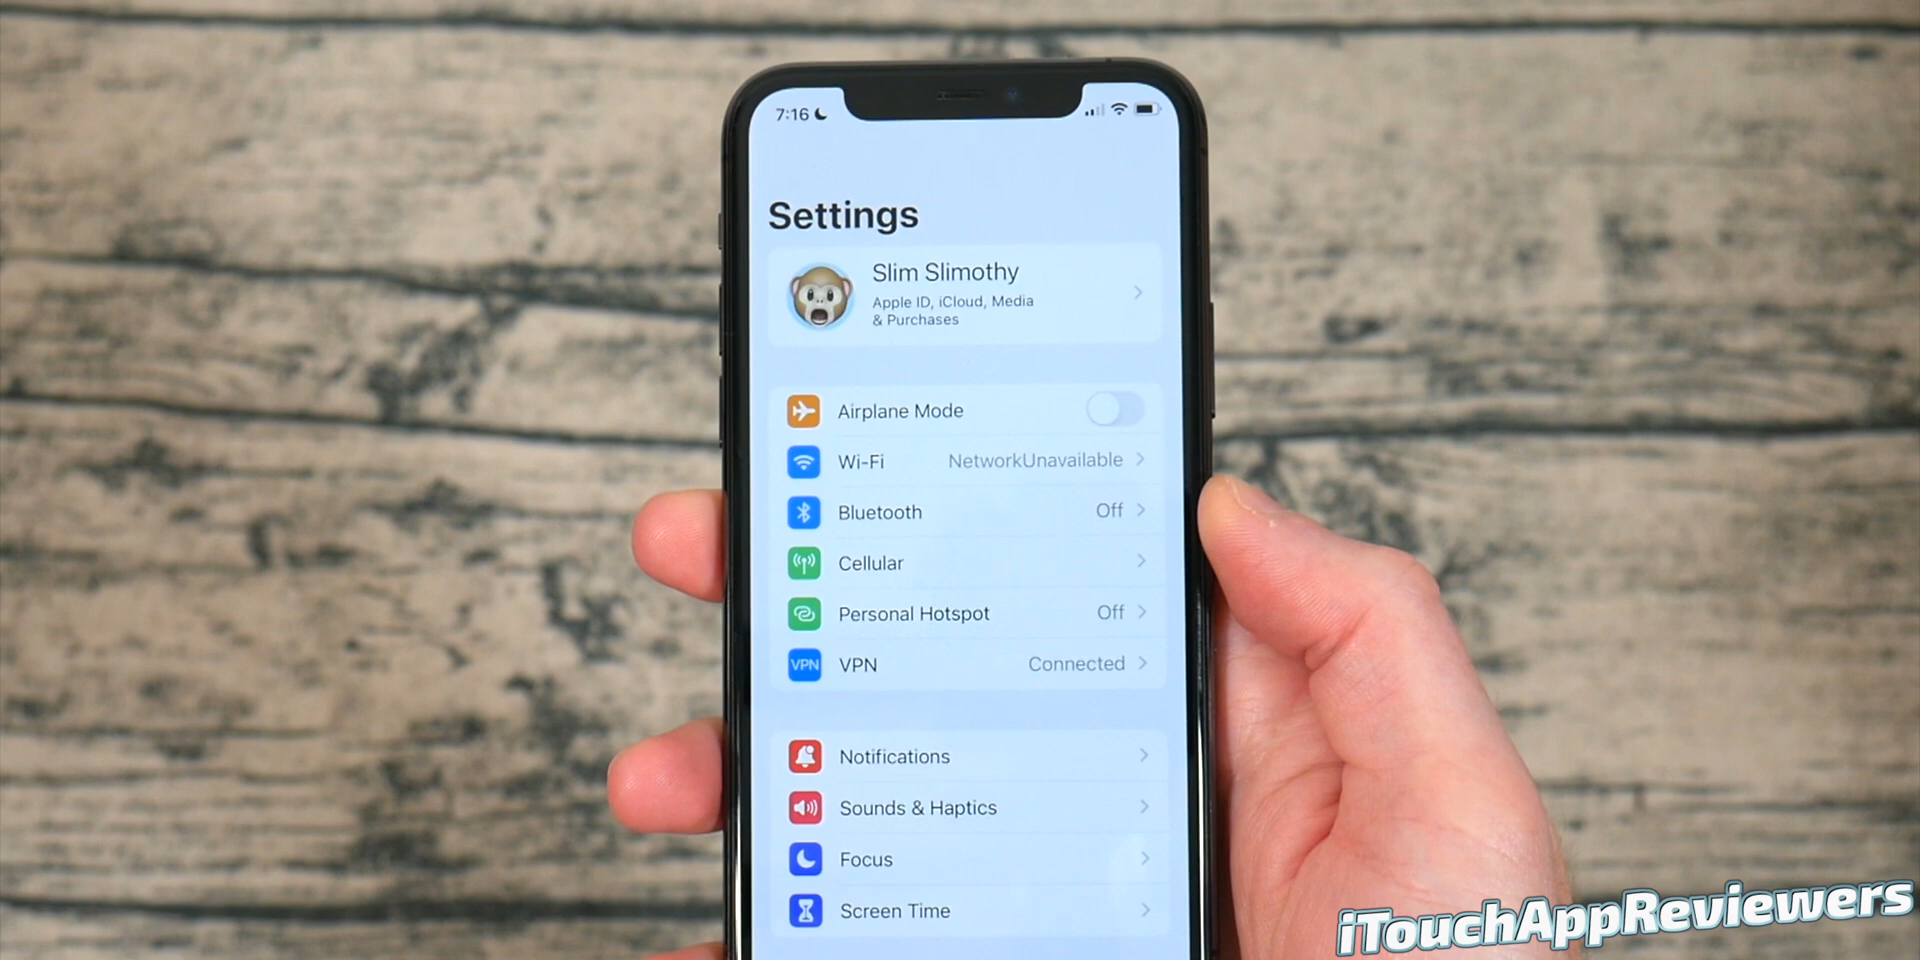 7:16
Settings
Slim Slimothy
Apple ID, iCloud, Media
& Purchases
Airplane Mode
Wi-Fi NetworkUnavailable
Bluetooth Off
Cellular
Personal Hotspot Off
VPN VPN Connected
Notifications
Sounds & Haptics
Focus
Screen Time
iTouchAppReviewers